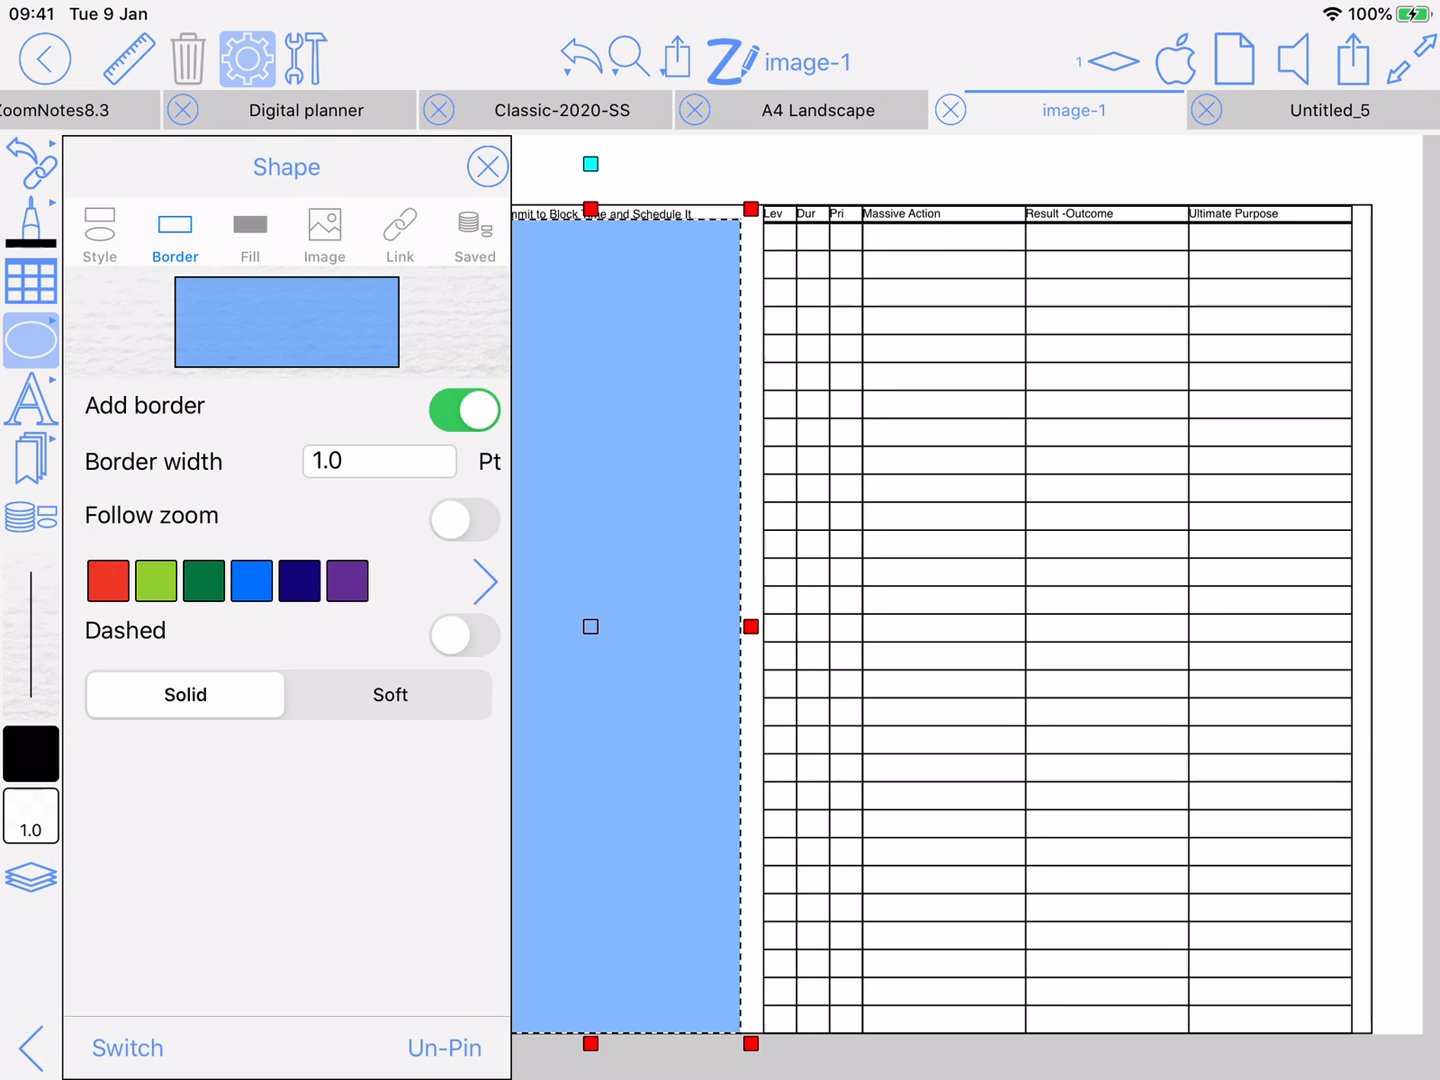 09:41 Tue 9 Jan 100%
image-1 1
oomNotes8.3 Digital planner Classic-2020-SS A4 Landscape image-1 Untitled_5
Shape
Style Border Fill Image Link Saved
Add border
Border width 1.0 Pt
Follow zoom
Dashed
Solid Soft
Switch Un-Pin
A
1.0
mmit to Block Time and Schedule It Lev Dur Pri Massive Action Result -Outcome Ultimate Purpose